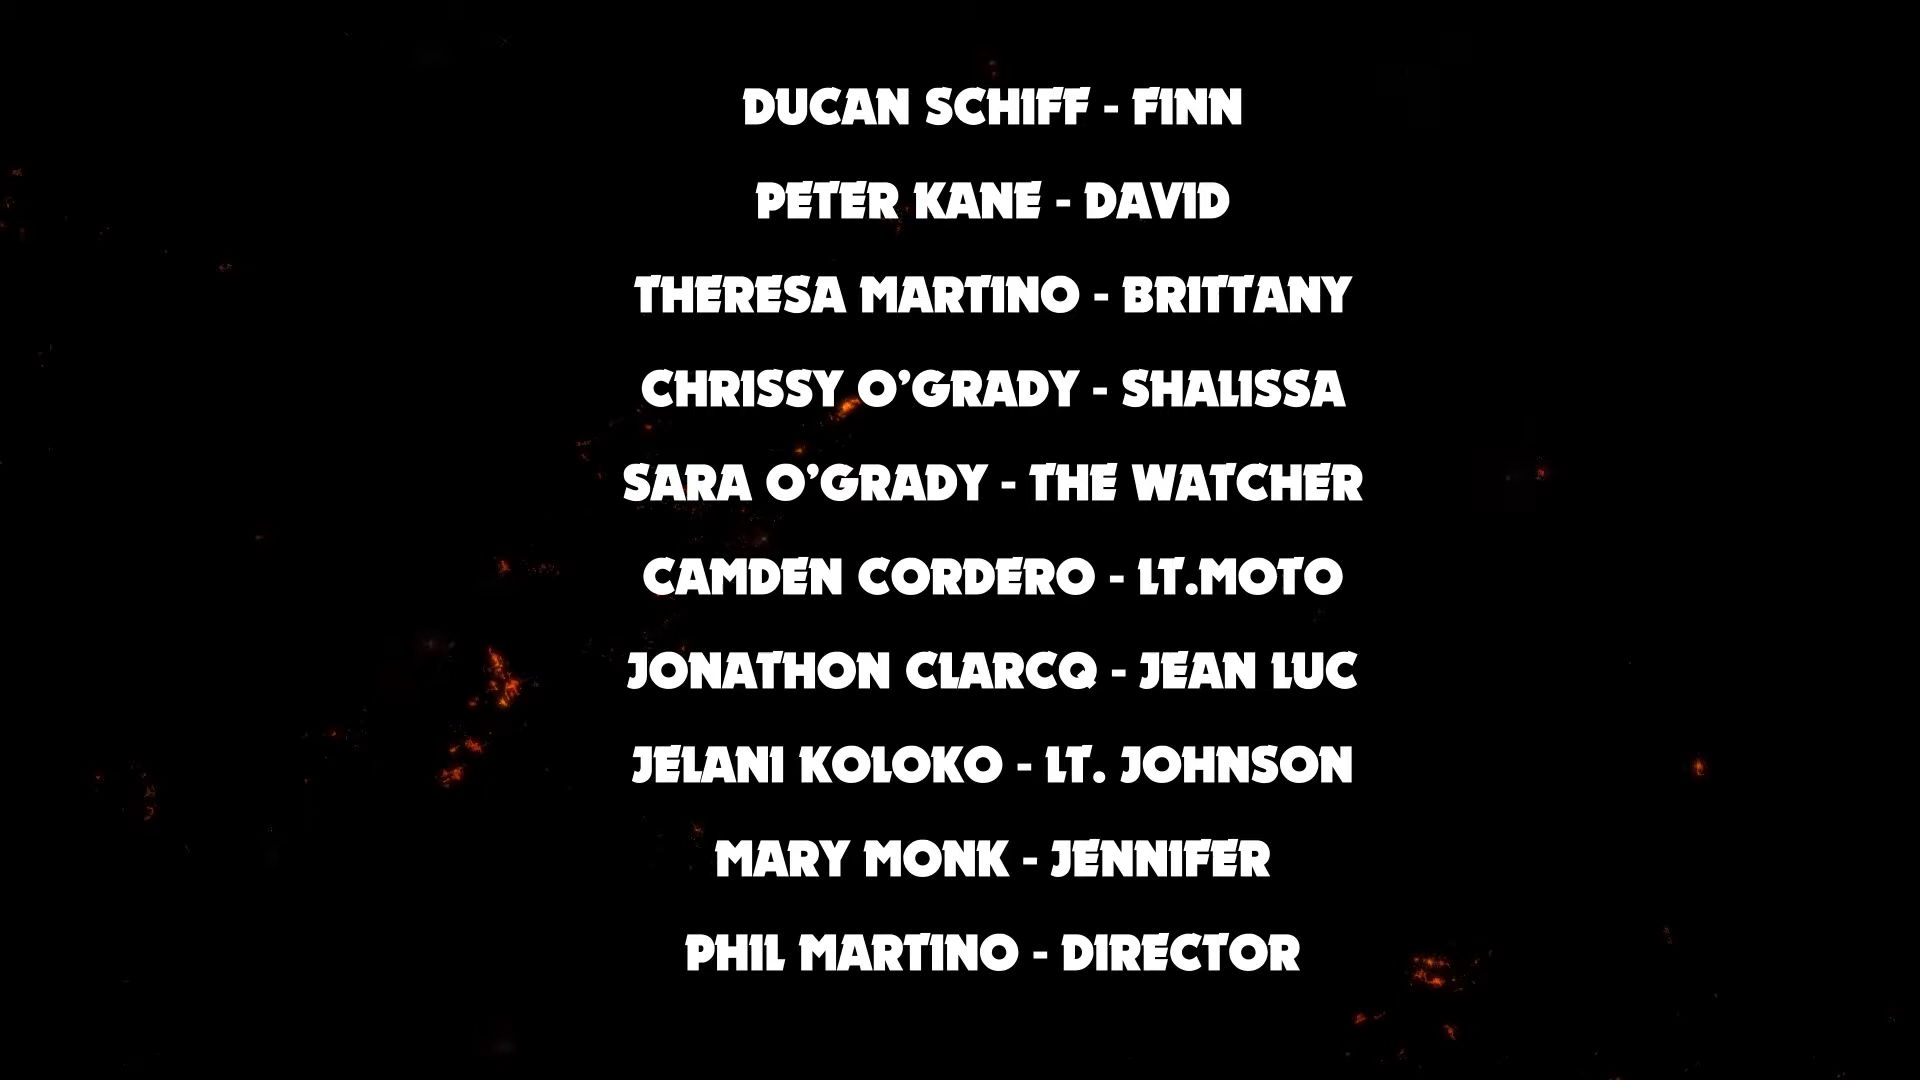 DUCAN SCHIFF - FINN
PETER KANE - DAVID
THERESA MARTINO - BRITTANY
CHRISSY O’GRADY - SHALISSA
SARA O’GRADY - THE WATCHER
CAMDEN CORDERO - LT.MOTO
JONATHON CLARCQ - JEAN LUC
JELANI KOLOKO - LT. JOHNSON
MARY MONK - JENNIFER
PHIL MARTINO - DIRECTOR